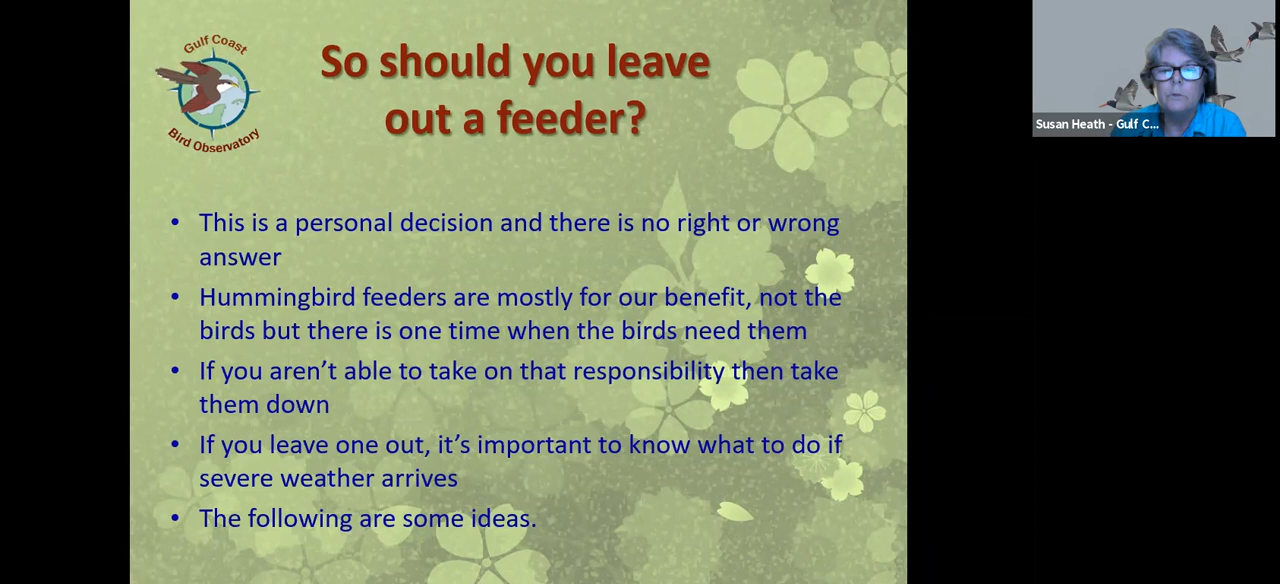 Gulf Coast
Bird Observatory
So should you leave
out a feeder?
• This is a personal decision and there is no right or wrong
answer
• Hummingbird feeders are mostly for our benefit, not the
birds but there is one time when the birds need them
• If you aren’t able to take on that responsibility then take
them down
• If you leave one out, it’s important to know what to do if
severe weather arrives
• The following are some ideas.
Susan Heath - Gulf C...